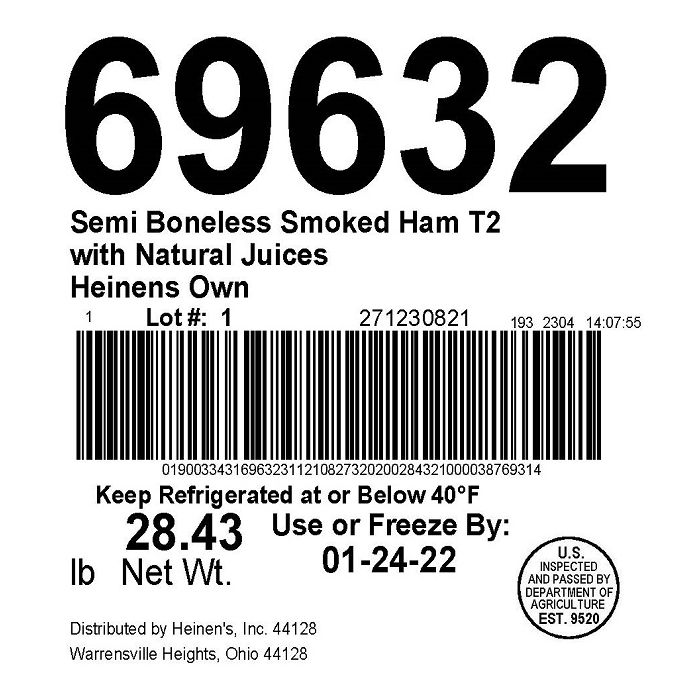 69632
Semi Boneless Smoked Ham T2
with Natural Juices
Heinens Own
1 Lot #: 1 271230821 193 2304 14:07:55
019003343169632311210827320200284321000038769314
Keep Refrigerated at or Below 40°F
28.43 Use or Freeze By:
lb Net Wt. 01-24-22
U.S.
INSPECTED
AND PASSED BY
DEPARTMENT OF
AGRICULTURE
EST. 9520
Distributed by Heinen's, Inc. 44128
Warrensville Heights, Ohio 44128